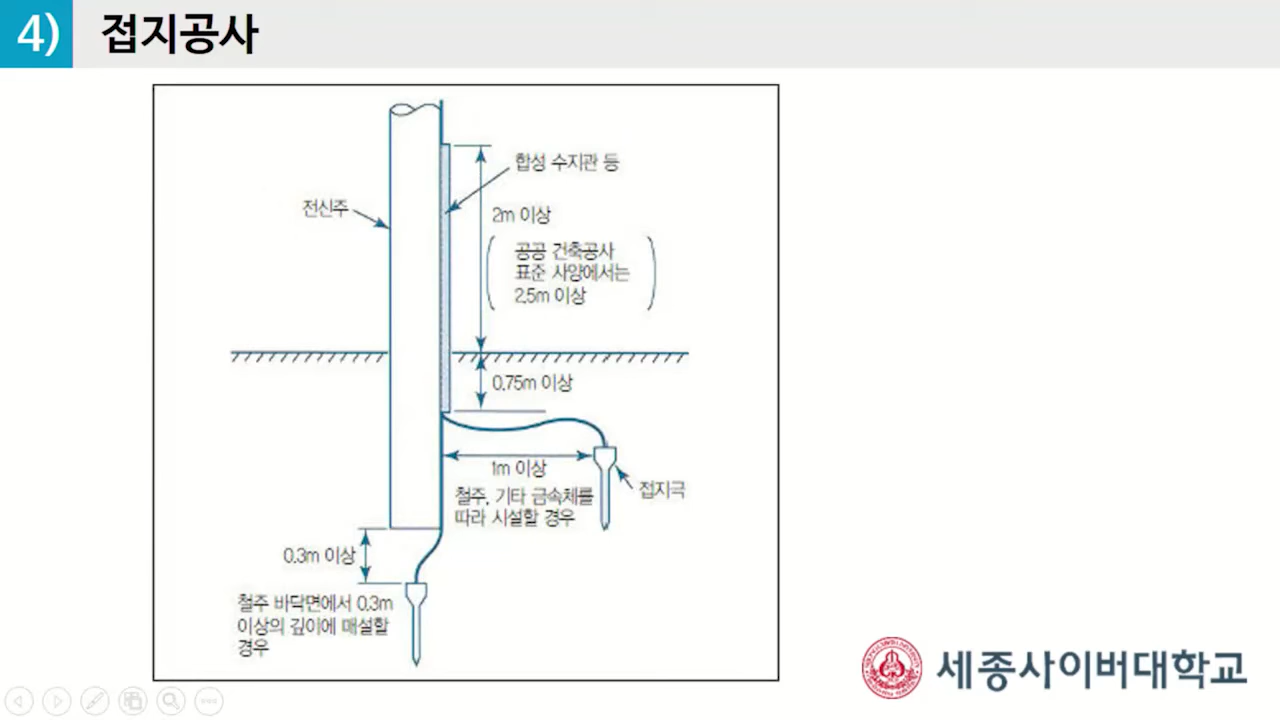 4) 접지공사
합성 수지관 등
전신주
2m 이상
( 공공 건축공사
표준 사양에서는
2.5m 이상 )
0.75m 이상
1m 이상
접지극
철주, 기타 금속체를
따라 시설할 경우
0.3m 이상
철주 바닥면에서 0.3m
이상의 깊이에 매설할
경우
세종사이버대학교